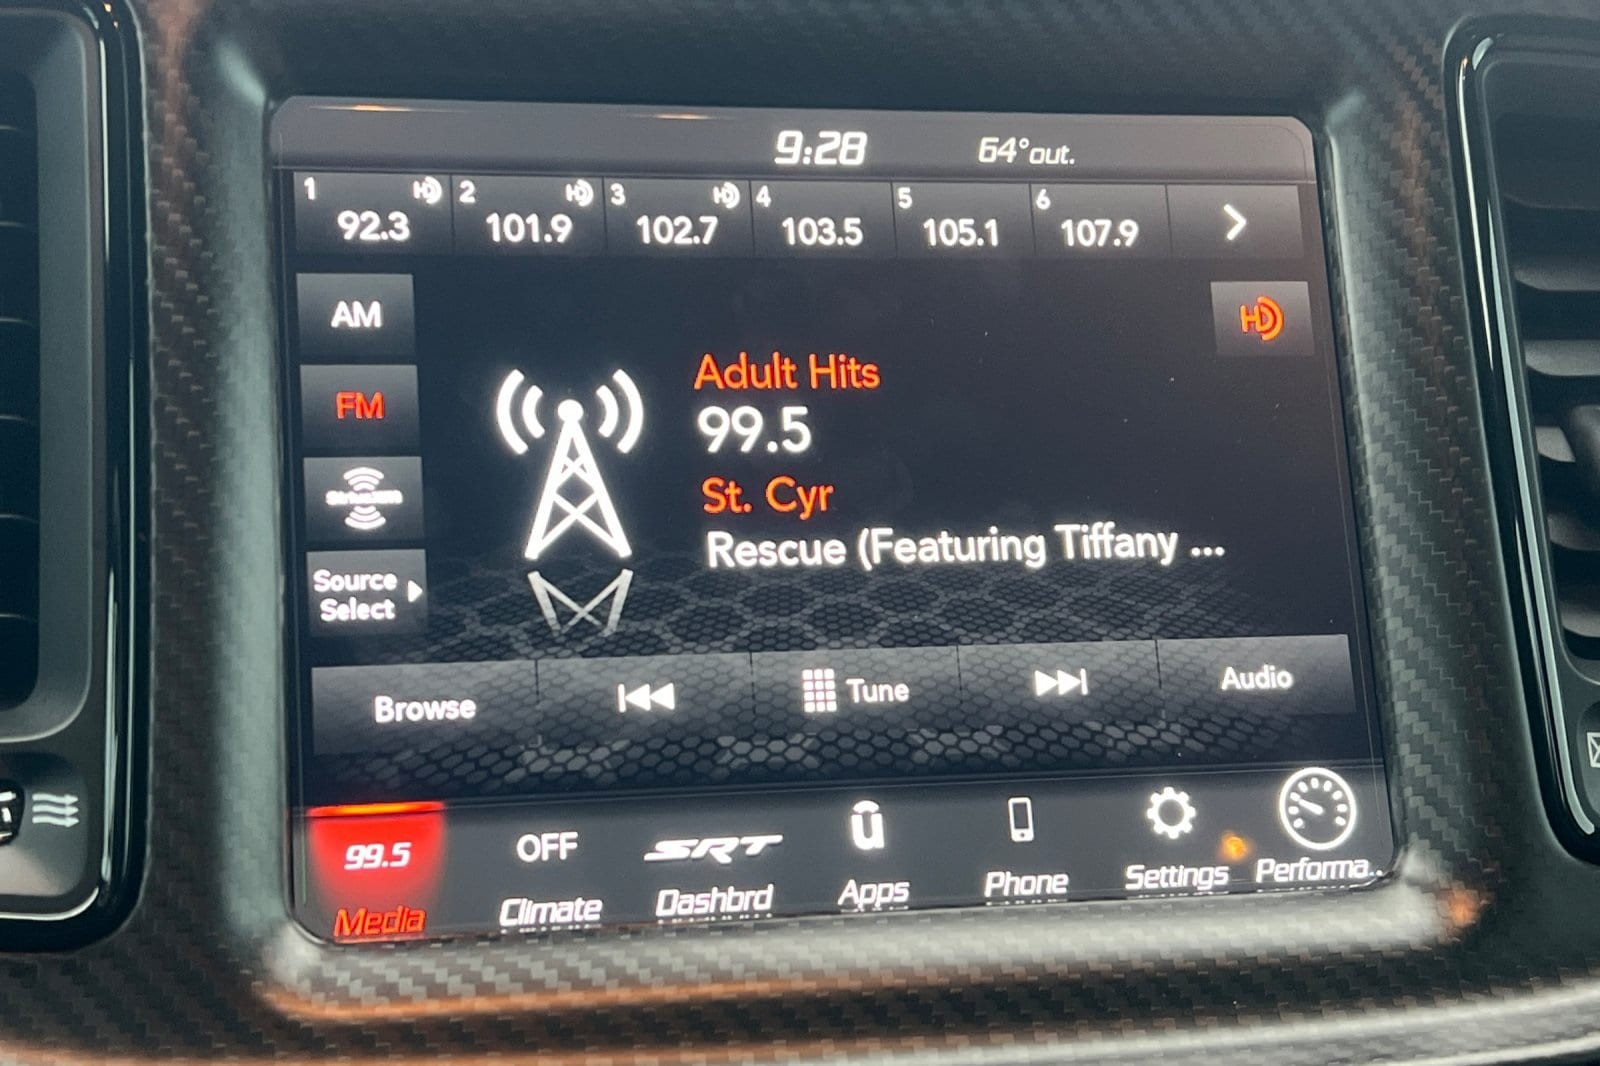 9:28
64°out.
1 92.3
2 101.9
3 102.7
4 103.5
5 105.1
6 107.9
AM
FM
SiriusXM
Source
Select
HD
Adult Hits
99.5
St. Cyr
Rescue (Featuring Tiffany ...
Browse
Tune
Audio
99.5
Media
OFF
Climate
SRT
Dashbrd
Apps
Phone
Settings
Performa..